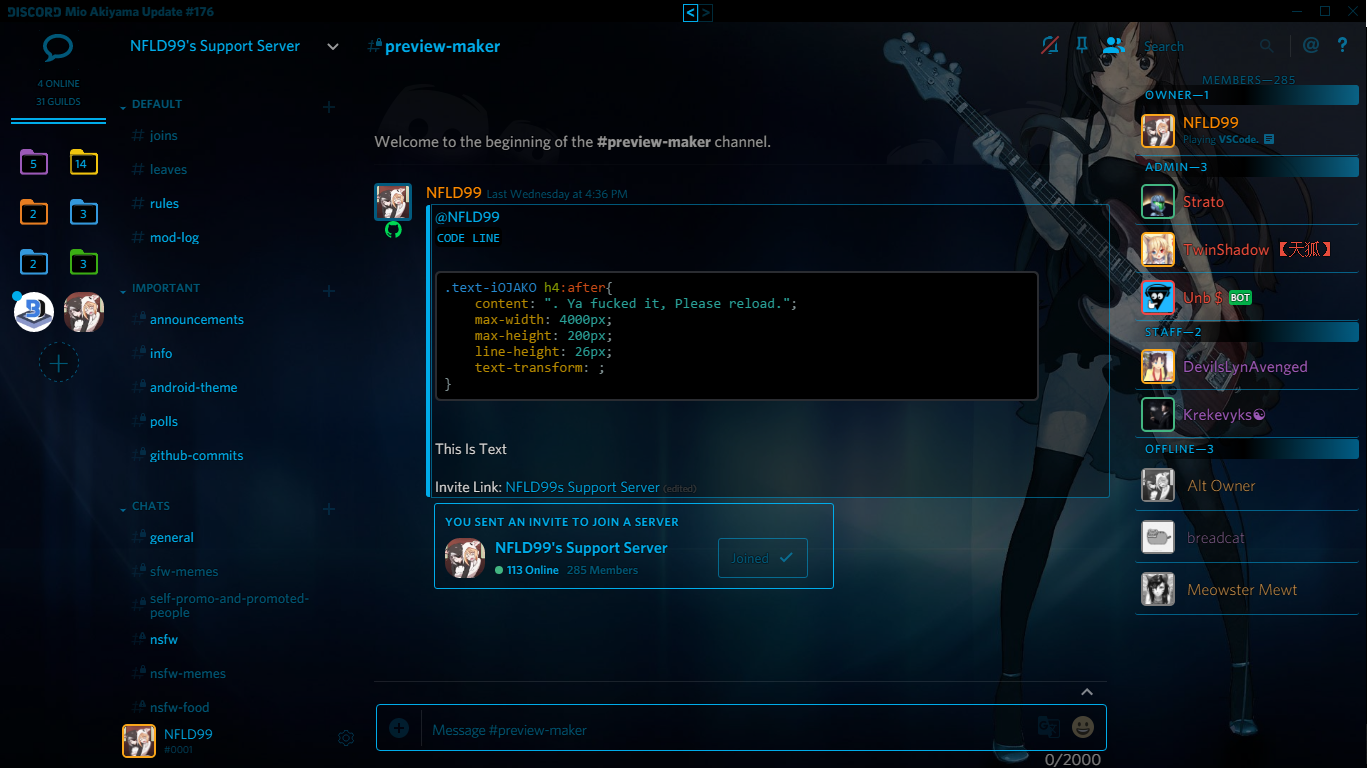 DISCORD Mio Akiyama Update #176
< >
4 ONLINE
31 GUILDS
5
14
2
3
2
3
NFLD99's Support Server
DEFAULT
# joins
# leaves
# rules
# mod-log
IMPORTANT
# announcements
# info
# android-theme
# polls
# github-commits
CHATS
# general
# sfw-memes
# self-promo-and-promoted-
people
# nsfw
# nsfw-memes
# nsfw-food
NFLD99
#0001
#preview-maker
Welcome to the beginning of the #preview-maker channel.
NFLD99 Last Wednesday at 4:36 PM
@NFLD99
CODE LINE
.text-iOJAKO h4:after{
content: ". Ya fucked it, Please reload.";
max-width: 4000px;
max-height: 200px;
line-height: 26px;
text-transform: ;
}
This Is Text
Invite Link: NFLD99s Support Server (edited)
YOU SENT AN INVITE TO JOIN A SERVER
NFLD99's Support Server
113 Online 285 Members
Joined
Message #preview-maker
0/2000
Search
@ ?
MEMBERS—285
OWNER—1
NFLD99
Playing VSCode.
ADMIN—3
Strato
TwinShadow 【天狐】
Unb $ BOT
STAFF—2
DevilsLynAvenged
Krekevyks☯
OFFLINE—3
Alt Owner
breadcat
Meowster Mewt